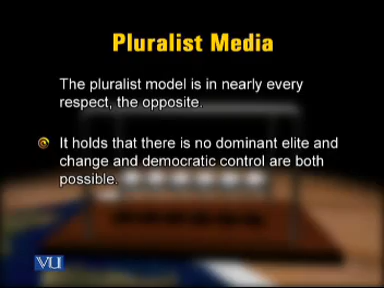 Pluralist Media
The pluralist model is in nearly every
respect, the opposite.
It holds that there is no dominant elite and
change and democratic control are both
possible.
VU